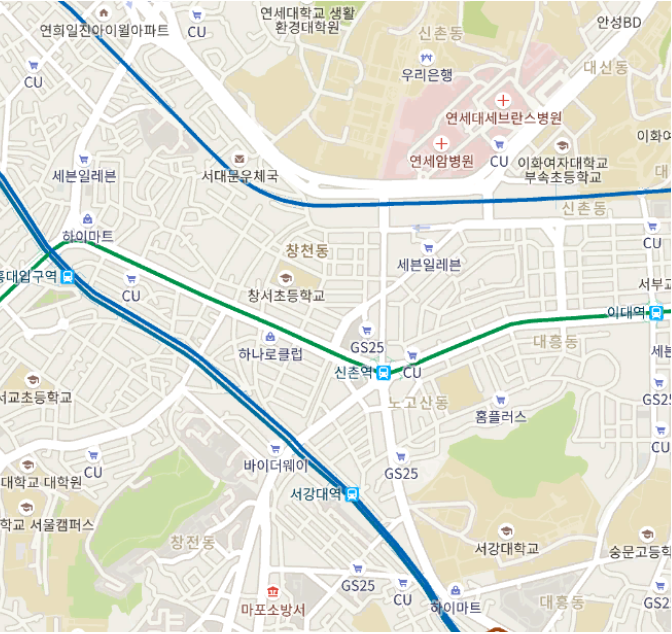 연세대학교 생활
환경대학원
연희일진아이윌아파트
CU
신촌동
안성BD
CU
우리은행
대신동
연세대세브란스병원
이화여
연세암병원
CU
이화여자대학교
부속초등학교
세븐일레븐
서대문우체국
대
신촌동
하이마트
CU
창천동
세븐일레븐
홍대입구역
CU
창서초등학교
서부교
이대역
GS25
대흥동
하나로클럽
세븐
신촌역
CU
서교초등학교
GS25
노고산동
홈플러스
CU
바이더웨이
CU
GS25
대학교 대학원
서강대역
학교 서울캠퍼스
창전동
서강대학교
숭문고등학
GS25
CU
하이마트
대흥동
GS2
마포소방서